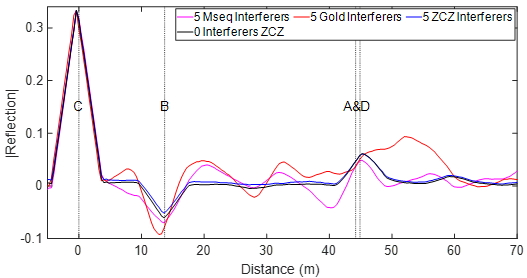 5 Mseq Interferers 5 Gold Interferers 5 ZCZ Interferers
0 Interferers ZCZ
0.3
0.2
|Reflection|
C B A&D
0.1
0
-0.1
0 10 20 30 40 50 60 70
Distance (m)